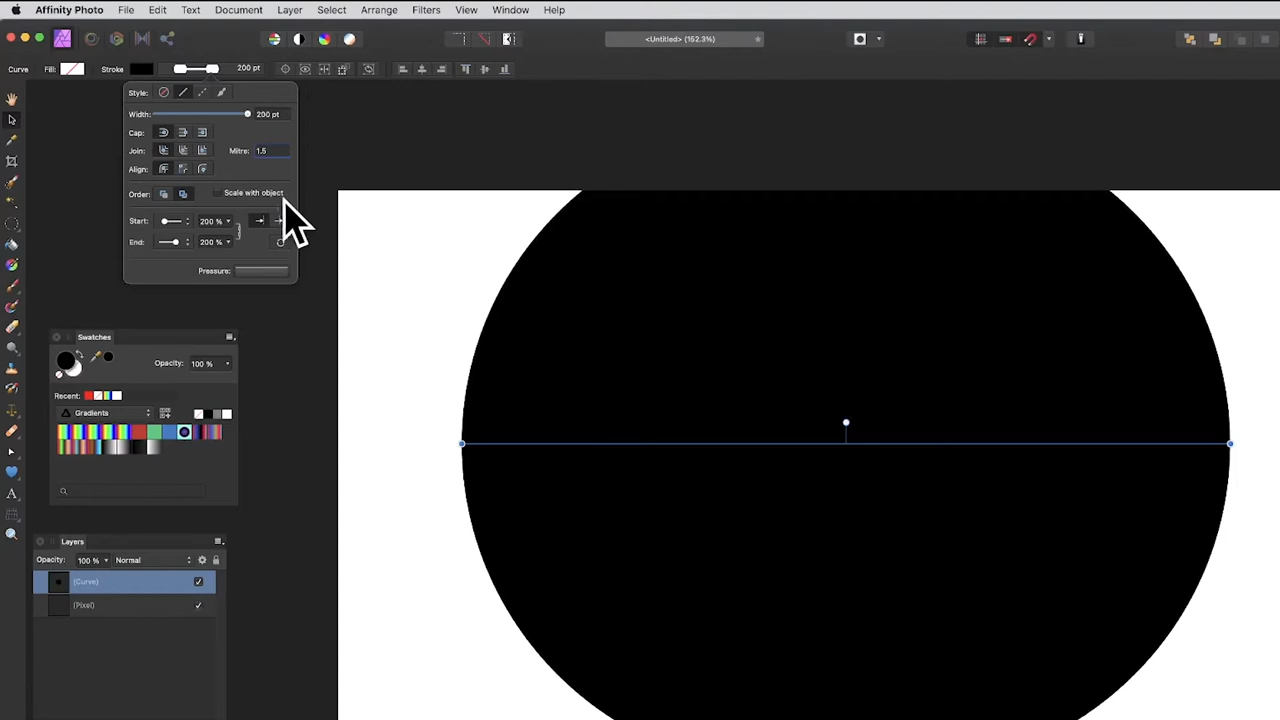 Affinity Photo File Edit Text Document Layer Select Arrange Filters View Window Help
<Untitled> (152.3%)
Curve Fill: Stroke 200 pt
Style:
Width: 200 pt
Cap:
Join: Mitre: 1.5
Align:
Order: Scale with object
Start: 200 %
End: 200 %
Pressure:
Swatches
Opacity: 100 %
Recent:
Gradients
Layers
Opacity: 100 % Normal
(Curve)
(Pixel)